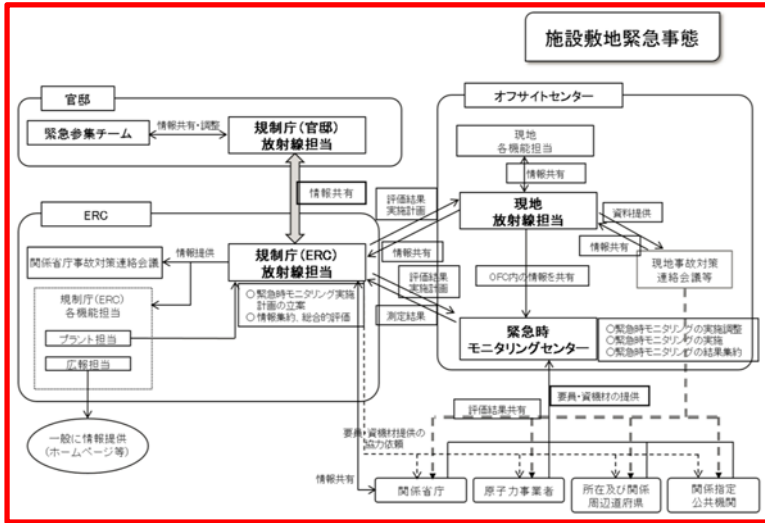 施設敷地緊急事態
官邸
緊急参集チーム
情報共有・調整
規制庁(官邸)
放射線担当
情報共有
ERC
関係省庁事故対策連絡会議
情報提供
規制庁(ERC)
放射線担当
規制庁(ERC)
各機能担当
プラント担当
広報担当
○緊急時モニタリング実施
計画の立案
○情報集約、総合的評価
一般に情報提供
(ホームページ等)
オフサイトセンター
現地
各機能担当
情報共有
評価結果
実施計画
現地
放射線担当
資料提供
情報共有
情報共有
現地事故対策
連絡会議等
評価結果
実施計画
OFC内の情報を共有
測定結果
緊急時
モニタリングセンター
○緊急時モニタリングの実施調整
○緊急時モニタリングの実施
○緊急時モニタリングの結果集約
要員・資機材の提供
評価結果共有
要員・資機材提供の
協力依頼
情報共有
関係省庁
原子力事業者
所在及び関係
周辺道府県
関係指定
公共機関